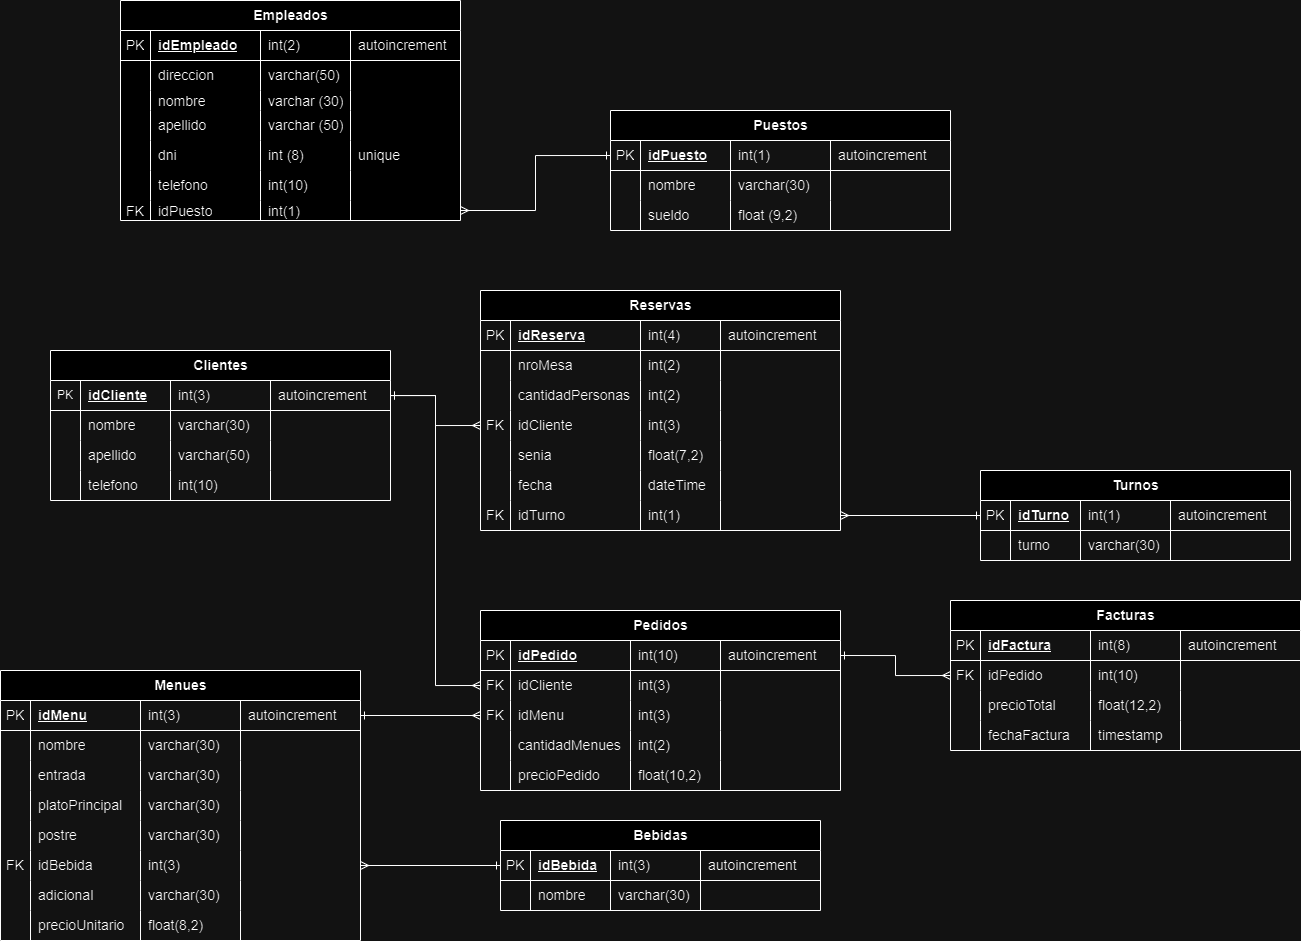 Empleados
PK idEmpleado int(2) autoincrement
direccion varchar(50)
nombre varchar (30)
apellido varchar (50)
dni int (8) unique
telefono int(10)
FK idPuesto int(1)
Puestos
PK idPuesto int(1) autoincrement
nombre varchar(30)
sueldo float (9,2)
Reservas
PK idReserva int(4) autoincrement
nroMesa int(2)
cantidadPersonas int(2)
FK idCliente int(3)
senia float(7,2)
fecha dateTime
FK idTurno int(1)
Clientes
PK idCliente int(3) autoincrement
nombre varchar(30)
apellido varchar(50)
telefono int(10)
Turnos
PK idTurno int(1) autoincrement
turno varchar(30)
Pedidos
PK idPedido int(10) autoincrement
FK idCliente int(3)
FK idMenu int(3)
cantidadMenues int(2)
precioPedido float(10,2)
Facturas
PK idFactura int(8) autoincrement
FK idPedido int(10)
precioTotal float(12,2)
fechaFactura timestamp
Menues
PK idMenu int(3) autoincrement
nombre varchar(30)
entrada varchar(30)
platoPrincipal varchar(30)
postre varchar(30)
FK idBebida int(3)
adicional varchar(30)
precioUnitario float(8,2)
Bebidas
PK idBebida int(3) autoincrement
nombre varchar(30)